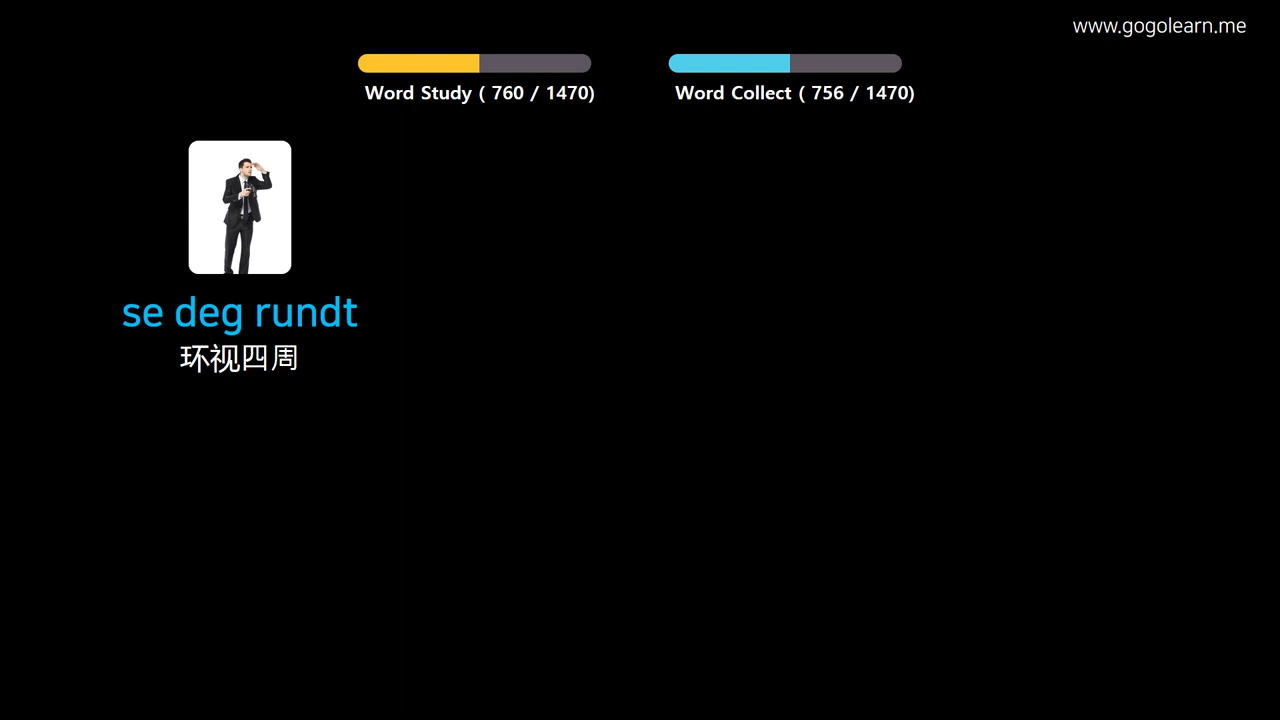 www.gogolearn.me
Word Study ( 760 / 1470)
Word Collect ( 756 / 1470)
se deg rundt
环视四周